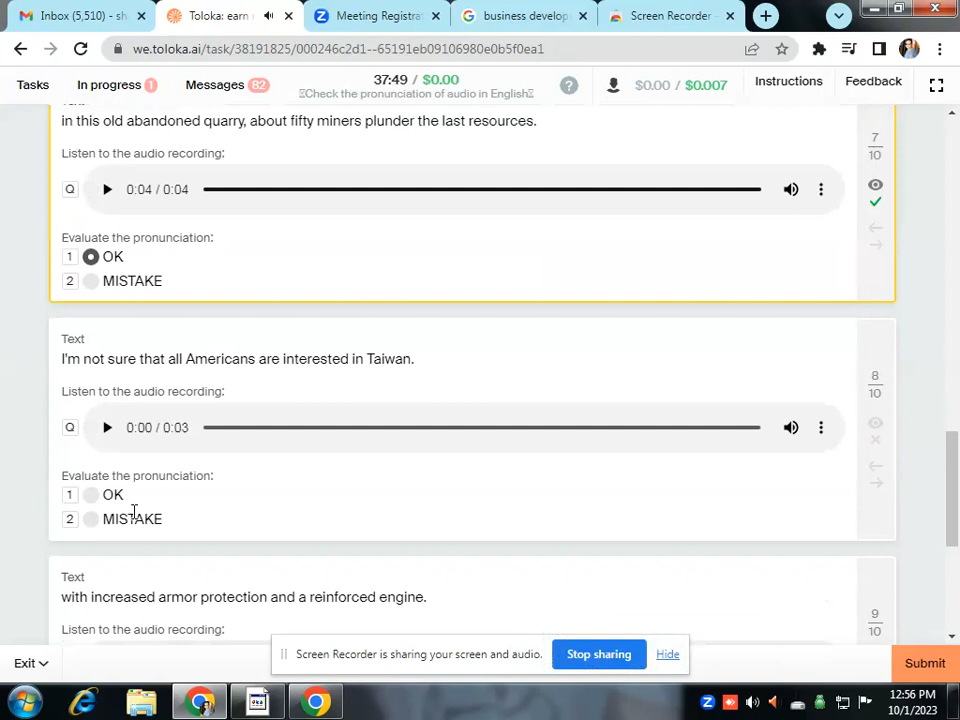 Inbox (5,510) - sh
Toloka: earn
Meeting Registrat
business develop
Screen Recorder –
we.toloka.ai/task/38191825/000246c2d1--65191eb09106980e0b5f0ea1
Tasks
In progress 1
Messages 82
37:49 / $0.00
Check the pronunciation of audio in English
?
$0.00 / $0.007
Instructions
Feedback
in this old abandoned quarry, about fifty miners plunder the last resources.
Listen to the audio recording:
Q 0:04 / 0:04
Evaluate the pronunciation:
1 OK
2 MISTAKE
7
10
Text
I'm not sure that all Americans are interested in Taiwan.
Listen to the audio recording:
Q 0:00 / 0:03
Evaluate the pronunciation:
1 OK
2 MISTAKE
8
10
Text
with increased armor protection and a reinforced engine.
Listen to the audio recording:
9
10
Screen Recorder is sharing your screen and audio.
Stop sharing
Hide
Exit
Submit
12:56 PM
10/1/2023